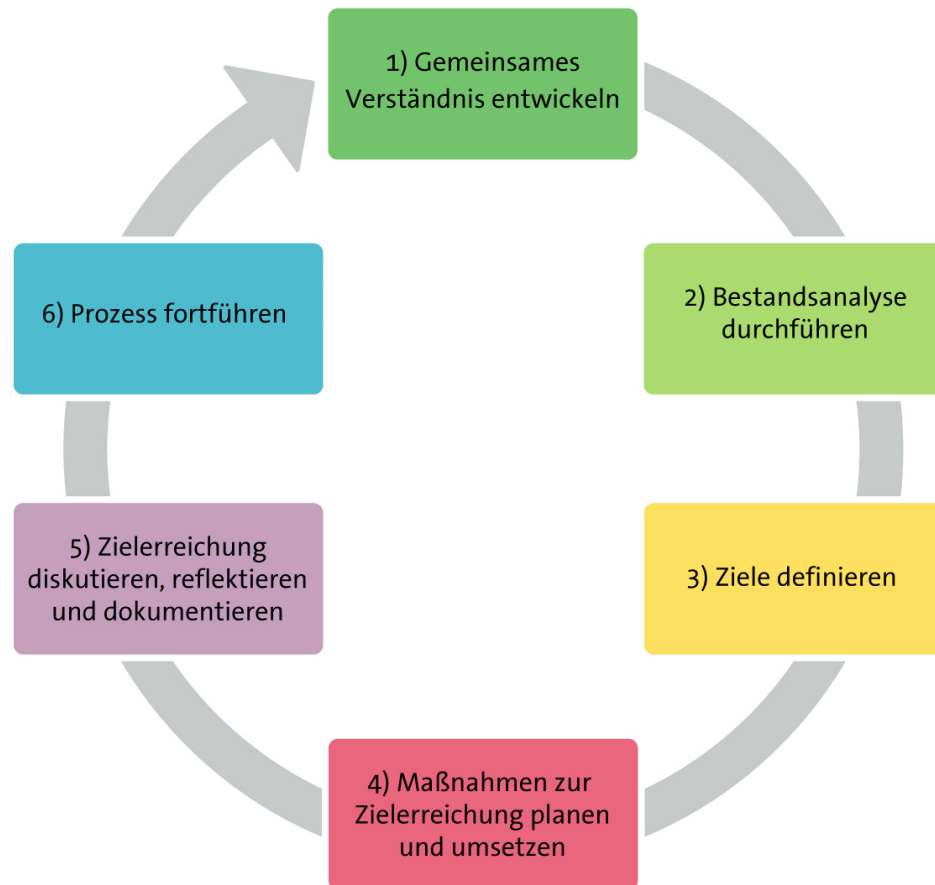 1) Gemeinsames
Verständnis entwickeln
2) Bestandsanalyse
durchführen
3) Ziele definieren
4) Maßnahmen zur
Zielerreichung planen
und umsetzen
5) Zielerreichung
diskutieren, reflektieren
und dokumentieren
6) Prozess fortführen